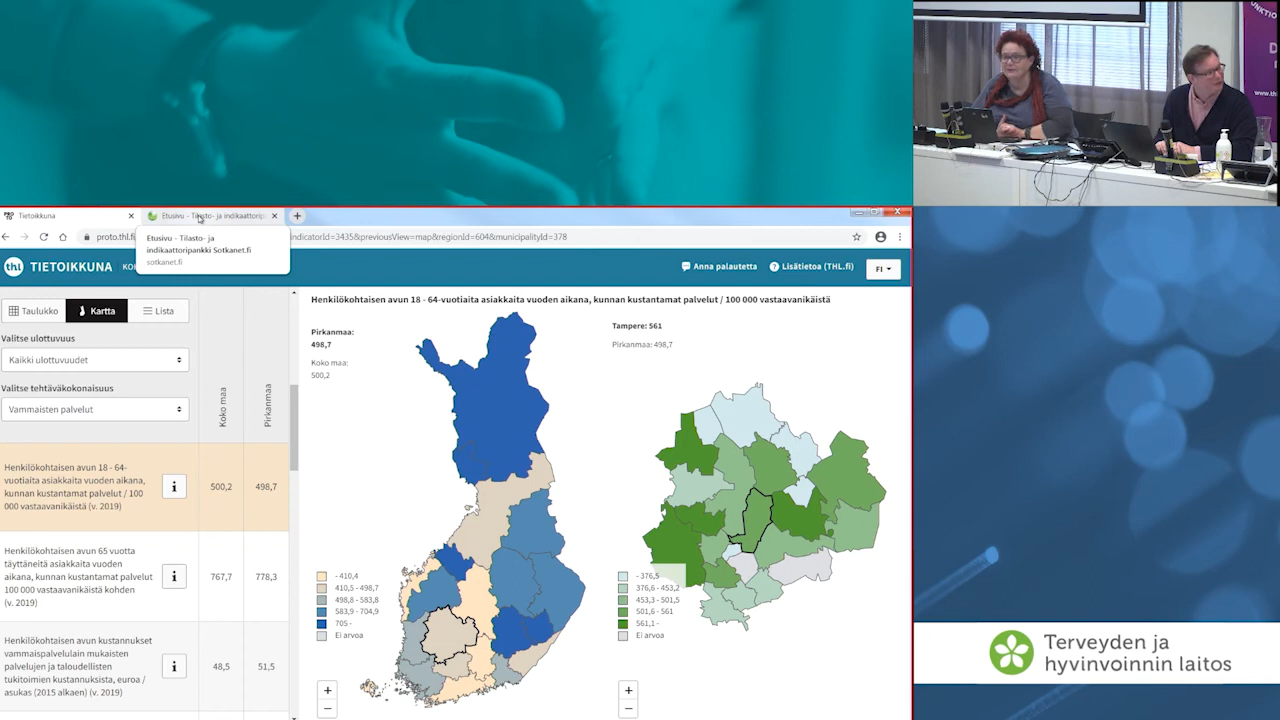 Tietoikkuna
Etusivu - Tilasto- ja indikaattorip
Etusivu - Tilasto- ja
indikaattoripankki Sotkanet.fi
sotkanet.fi
proto.thl.fi
indicatorId=3435&previousView=map&regionId=604&municipalityId=378
thl
TIETOIKKUNA
Anna palautetta
Lisätietoa (THL.fi)
FI
Taulukko
Kartta
Lista
Valitse ulottuvuus
Kaikki ulottuvuudet
Valitse tehtäväkokonaisuus
Vammaisten palvelut
Koko maa
Pirkanmaa
Henkilökohtaisen avun 18 - 64-
vuotiaita asiakkaita vuoden aikana,
kunnan kustantamat palvelut / 100
000 vastaavanikäistä (v. 2019)
i
500,2
498,7
Henkilökohtaisen avun 65 vuotta
täyttäneitä asiakkaita vuoden
aikana, kunnan kustantamat palvelut
100 000 vastaavanikäistä kohden
(v. 2019)
i
767,7
778,3
Henkilökohtaisen avun kustannukset
vammaispalvelulain mukaisten
palvelujen ja taloudellisten
tukitoimien kustannuksista, euroa /
asukas (2015 alkaen) (v. 2019)
i
48,5
51,5
Henkilökohtaisen avun 18 - 64-vuotiaita asiakkaita vuoden aikana, kunnan kustantamat palvelut / 100 000 vastaavanikäistä
Pirkanmaa:
498,7
Koko maa:
500,2
- 410,4
410,5 - 498,7
498,8 - 583,8
583,9 - 704,9
705 -
Ei arvoa
+
−
Tampere: 561
Pirkanmaa: 498,7
- 376,5
376,6 - 453,2
453,3 - 501,5
501,6 - 561
561,1 -
Ei arvoa
+
−
Terveyden ja
hyvinvoinnin laitos